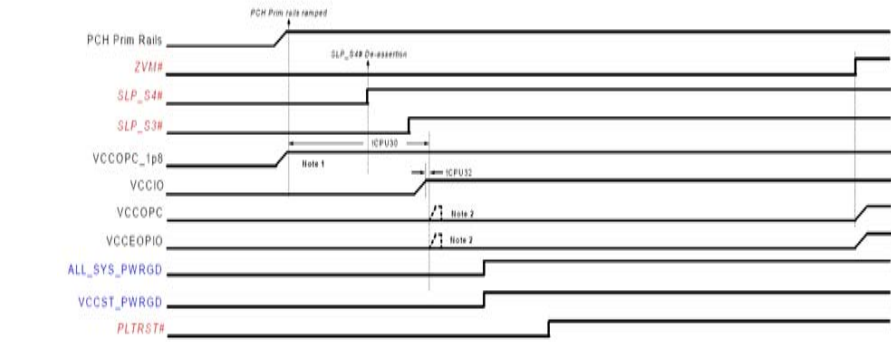 PCH Prim rails ramped
PCH Prim Rails
SLP_S4# De-assertion
ZVM#
SLP_S4#
SLP_S3#
tCPU30
VCCOPC_1p8
Note 1
tCPU32
VCCIO
VCCOPC
Note 2
VCCEOPIO
Note 2
ALL_SYS_PWRGD
VCCST_PWRGD
PLTRST#